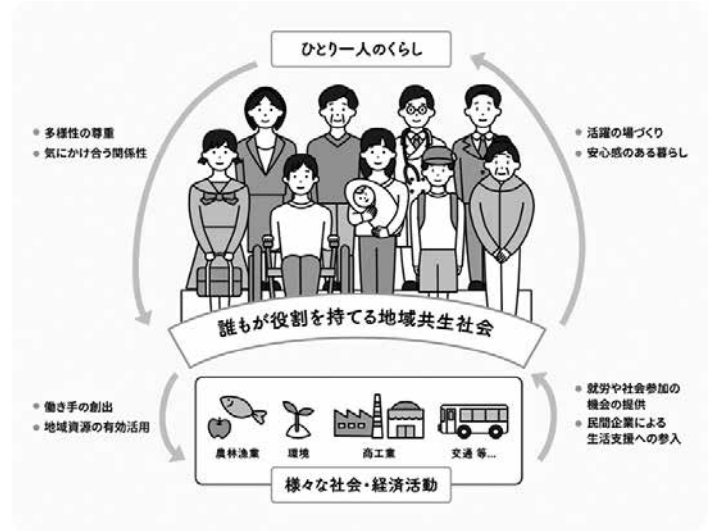 ひとり一人のくらし
● 多様性の尊重
● 気にかけ合う関係性
● 活躍の場づくり
● 安心感のある暮らし
誰もが役割を持てる地域共生社会
● 働き手の創出
● 地域資源の有効活用
● 就労や社会参加の
機会の提供
● 民間企業による
生活支援への参入
農林漁業 環境 商工業 交通 等...
様々な社会・経済活動